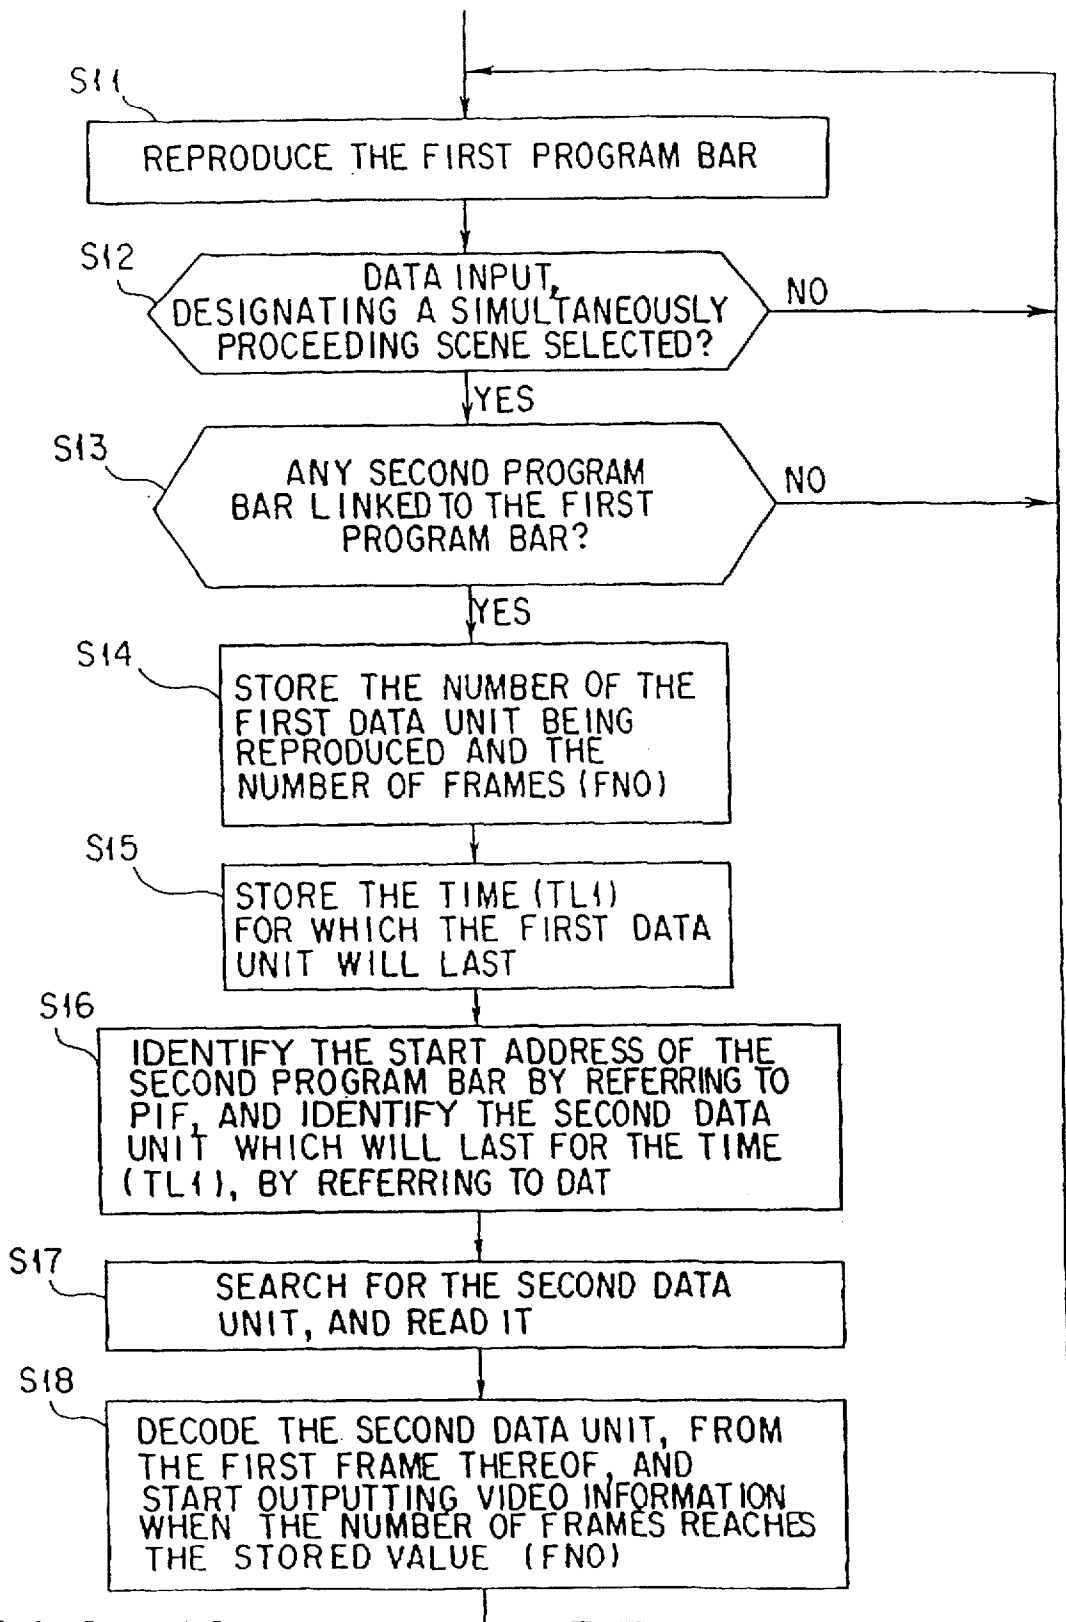 S11
REPRODUCE THE FIRST PROGRAM BAR
S12
DATA INPUT,
DESIGNATING A SIMULTANEOUSLY
PROCEEDING SCENE SELECTED?
NO
YES
S13
ANY SECOND PROGRAM
BAR LINKED TO THE FIRST
PROGRAM BAR?
NO
YES
S14
STORE THE NUMBER OF THE
FIRST DATA UNIT BEING
REPRODUCED AND THE
NUMBER OF FRAMES (FNO)
S15
STORE THE TIME (TL1)
FOR WHICH THE FIRST DATA
UNIT WILL LAST
S16
IDENTIFY THE START ADDRESS OF THE
SECOND PROGRAM BAR BY REFERRING TO
PIF, AND IDENTIFY THE SECOND DATA
UNIT WHICH WILL LAST FOR THE TIME
(TL1), BY REFERRING TO DAT
S17
SEARCH FOR THE SECOND DATA
UNIT, AND READ IT
S18
DECODE THE SECOND DATA UNIT, FROM
THE FIRST FRAME THEREOF, AND
START OUTPUTTING VIDEO INFORMATION
WHEN THE NUMBER OF FRAMES REACHES
THE STORED VALUE (FNO)